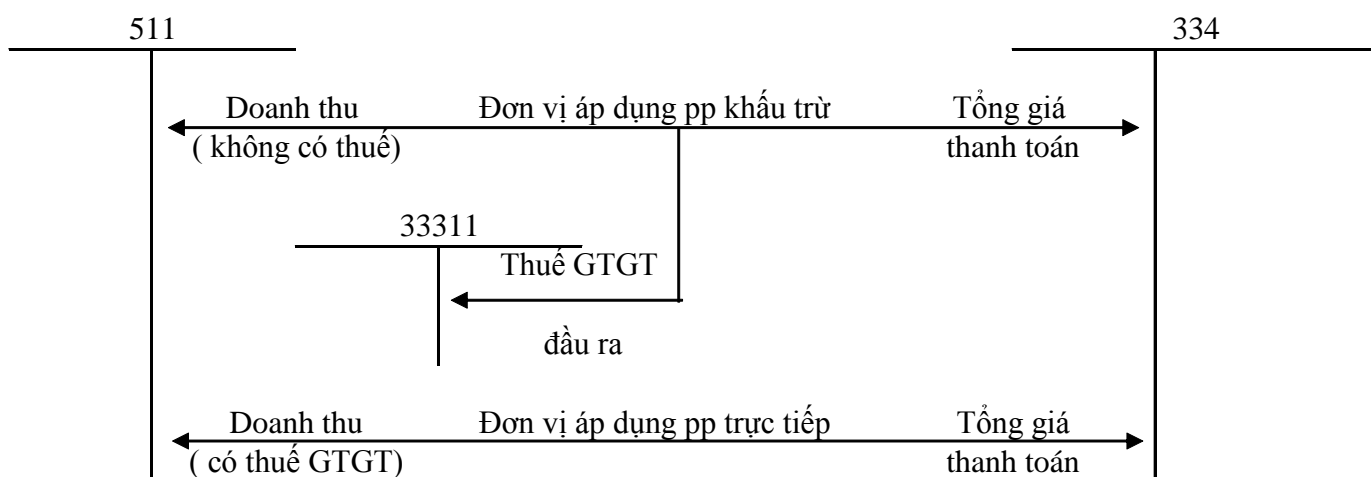 511 334
Doanh thu Đơn vị áp dụng pp khấu trừ Tổng giá
( không có thuế) thanh toán
33311
Thuế GTGT
đầu ra
Doanh thu Đơn vị áp dụng pp trực tiếp Tổng giá
( có thuế GTGT) thanh toán